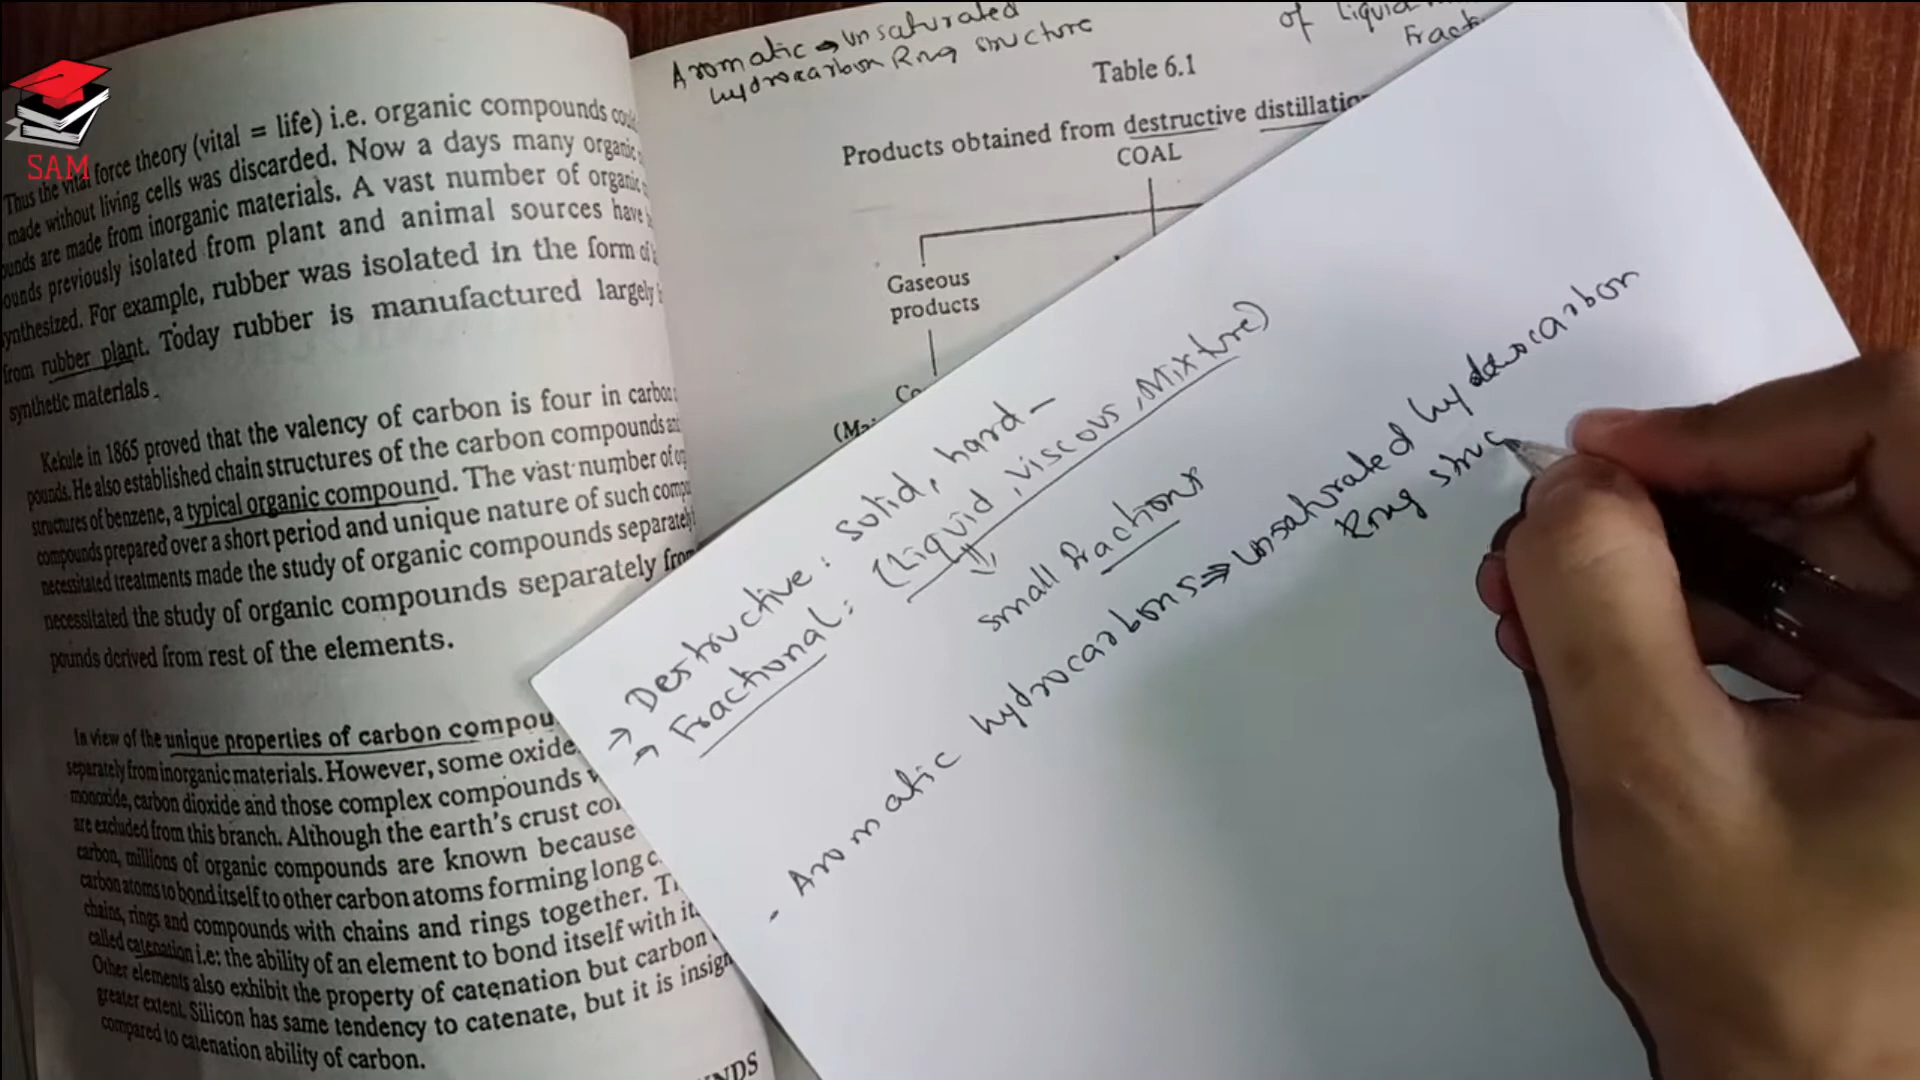 SAM
Thus the vital force theory (vital = life) i.e. organic compounds
made without living cells was discarded. Now a days many organic
are made from inorganic materials. A vast number of organic
previously isolated from plant and animal sources have
synthesized. For example, rubber was isolated in the form of
from rubber plant. Today rubber is manufactured largely
synthetic materials.
Kekule in 1865 proved that the valency of carbon is four in carbon
pounds. He also established chain structures of the carbon compounds and
structures of benzene, a typical organic compound. The vast number of
compounds prepared over a short period and unique nature of such
necessitated treatments made the study of organic compounds separately
necessitated the study of organic compounds separately from
pounds derived from rest of the elements.
In view of the unique properties of carbon
separately from inorganic materials. However, some
monoxide, carbon dioxide and those complex compounds
are excluded from this branch. Although the earth's crust
carbon, millions of organic compounds are known because
carbon atoms to bond itself to other carbon atoms forming long
chains, rings and compounds with chains and rings together.
called catenation i.e: the ability of an element to bond itself with
Other elements also exhibit the property of catenation but carbon
greater extent. Silicon has same tendency to catenate, but it is
compared to catenation ability of carbon.
Aromatic → unsaturated
hydrocarbon Ring structure
of liquid
Table 6.1
Products obtained from destructive distillation
COAL
Gaseous
products
→ Destructive : solid, hard -
→ Fractional : (Liquid, viscous, Mixture)
small fractions
- Aromatic hydrocarbons ⇒ unsaturated hydrocarbon
Ring struc